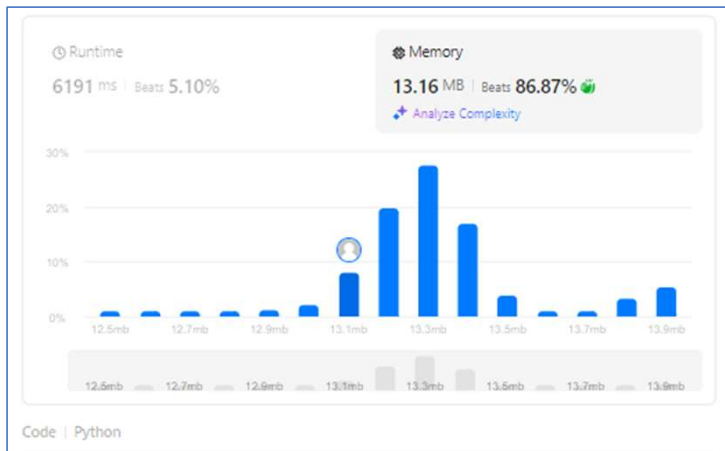 Runtime
6191 ms | Beats 5.10%
Memory
13.16 MB | Beats 86.87%
Analyze Complexity
30%
20%
10%
0%
12.5mb 12.7mb 12.9mb 13.1mb 13.3mb 13.5mb 13.7mb 13.9mb
12.5mb 12.7mb 12.9mb 13.1mb 13.3mb 13.5mb 13.7mb 13.9mb
Code | Python